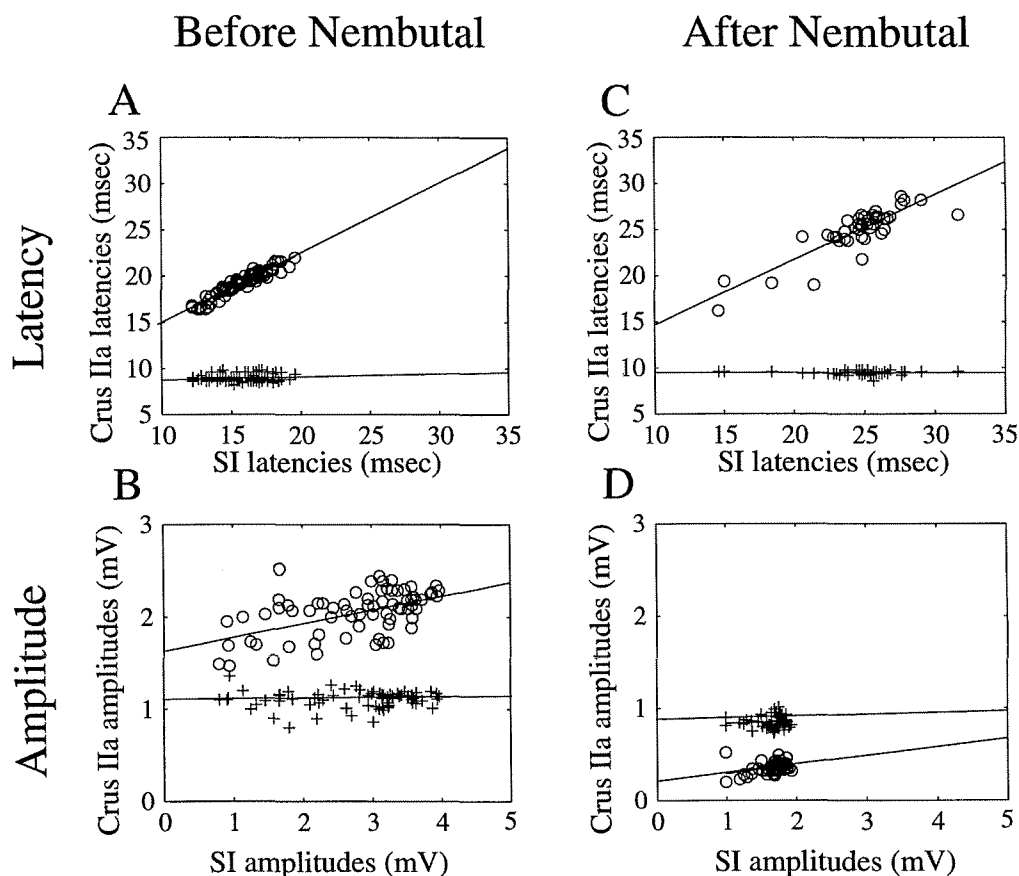 Before Nembutal
After Nembutal
Latency
A
Crus IIa latencies (msec)
35
30
25
20
15
10
5
10 15 20 25 30 35
SI latencies (msec)
C
Crus IIa latencies (msec)
35
30
25
20
15
10
5
10 15 20 25 30 35
SI latencies (msec)
Amplitude
B
Crus IIa amplitudes (mV)
3
2
1
0
0 1 2 3 4 5
SI amplitudes (mV)
D
Crus IIa amplitudes (mV)
3
2
1
0
0 1 2 3 4 5
SI amplitudes (mV)